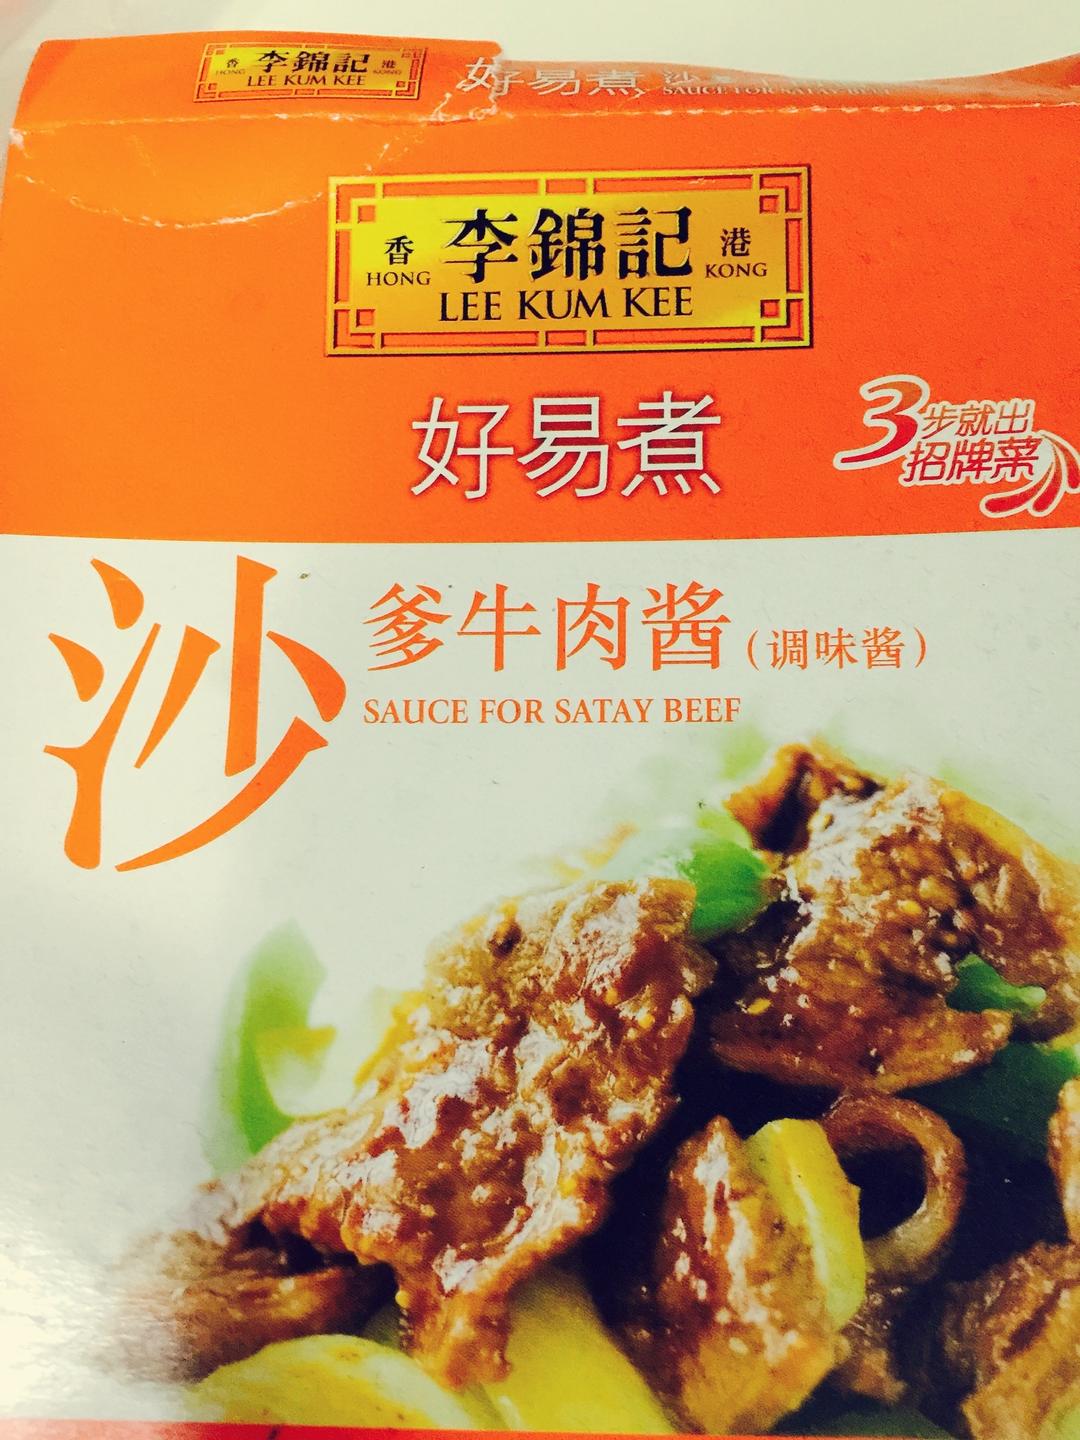 香 李錦記 港
HONG LEE KUM KEE KONG
好易煮 沙
SAUCE FOR SATAY BEEF
香 李錦記 港
HONG LEE KUM KEE KONG
好易煮
3步就出
招牌菜
沙爹牛肉酱(调味酱)
SAUCE FOR SATAY BEEF